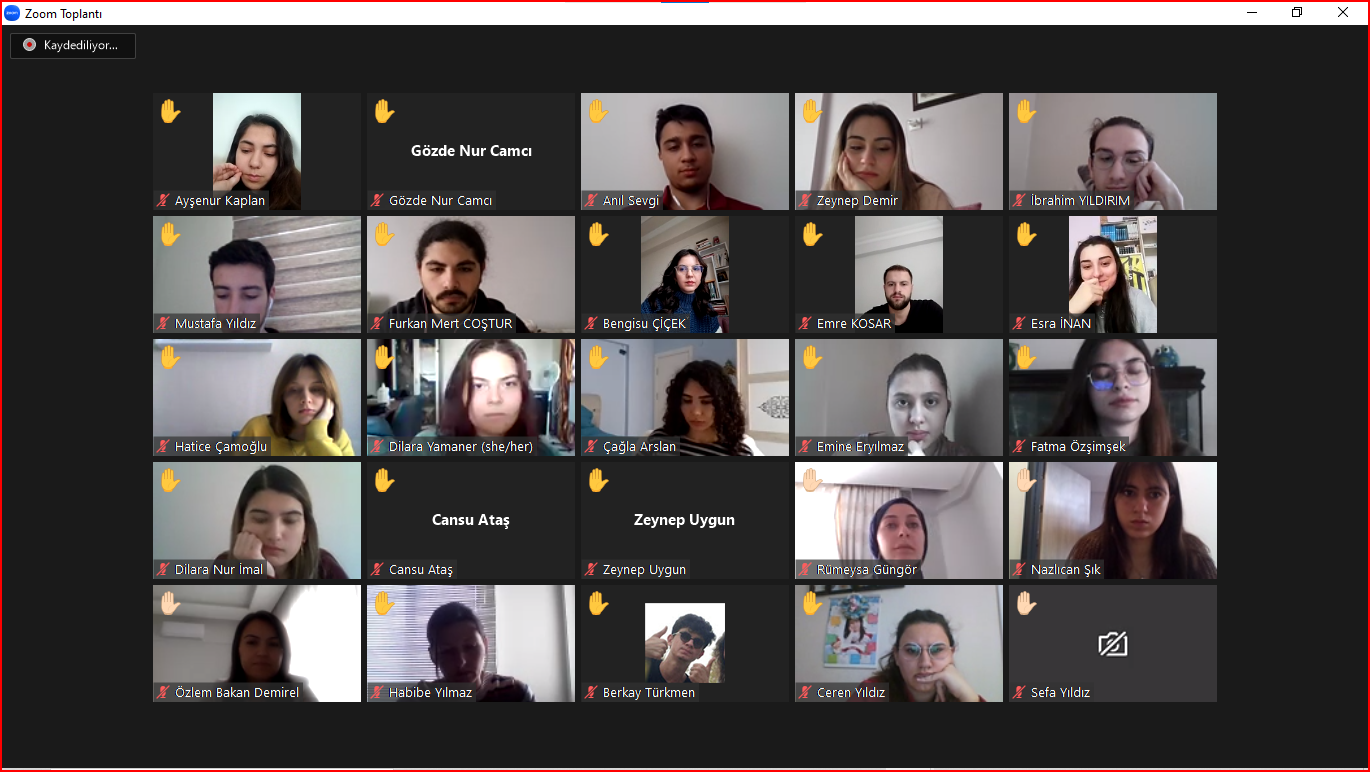 zoom Zoom Toplantı
Kaydediliyor...
Ayşenur Kaplan
Gözde Nur Camcı
Gözde Nur Camcı
Anıl Sevgi
Zeynep Demir
İbrahim YILDIRIM
Mustafa Yıldız
Furkan Mert COŞTUR
Bengisu ÇİÇEK
Emre KOSAR
Esra İNAN
Hatice Çamoğlu
Dilara Yamaner (she/her)
Çağla Arslan
Emine Eryılmaz
Fatma Özşimşek
Dilara Nur İmal
Cansu Ataş
Cansu Ataş
Zeynep Uygun
Zeynep Uygun
Rümeysa Güngör
Nazlıcan Şık
Özlem Bakan Demirel
Habibe Yılmaz
Berkay Türkmen
Ceren Yıldız
Sefa Yıldız